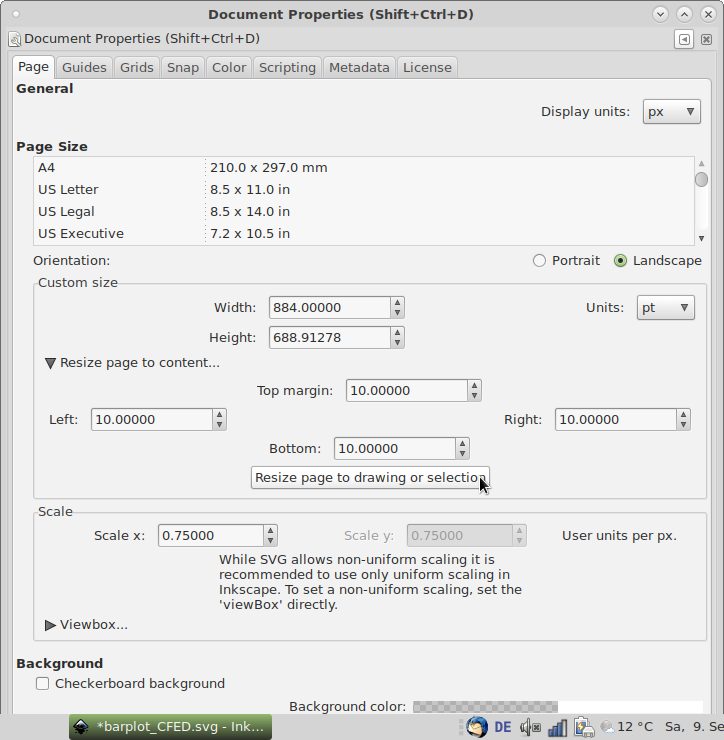 Document Properties (Shift+Ctrl+D)
Document Properties (Shift+Ctrl+D)
Page Guides Grids Snap Color Scripting Metadata License
General
Display units: px
Page Size
A4 210.0 x 297.0 mm
US Letter 8.5 x 11.0 in
US Legal 8.5 x 14.0 in
US Executive 7.2 x 10.5 in
Orientation: Portrait Landscape
Custom size
Width: 884.00000 Units: pt
Height: 688.91278
Resize page to content...
Top margin: 10.00000
Left: 10.00000 Right: 10.00000
Bottom: 10.00000
Resize page to drawing or selection
Scale
Scale x: 0.75000 Scale y: 0.75000 User units per px.
While SVG allows non-uniform scaling it is
recommended to use only uniform scaling in
Inkscape. To set a non-uniform scaling, set the
'viewBox' directly.
Viewbox...
Background
Checkerboard background
Background color:
*barplot_CFED.svg - Ink... DE 12 °C Sa, 9. Se